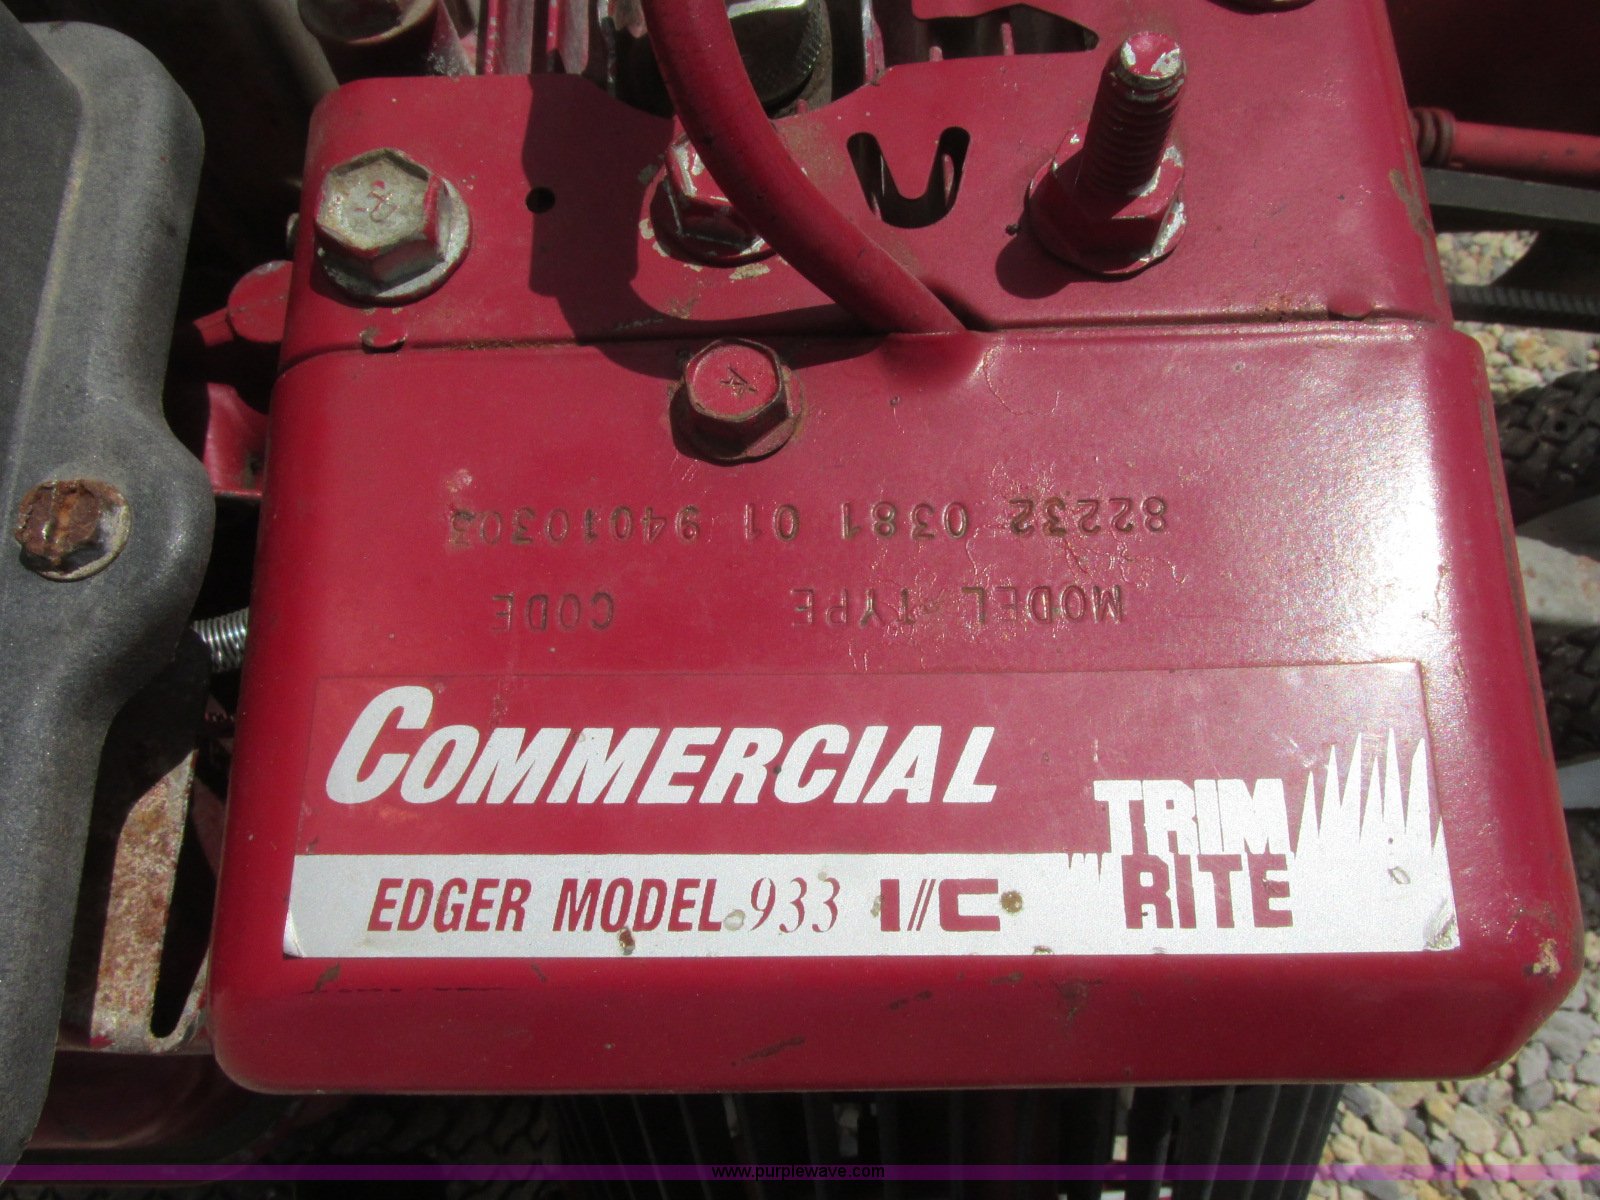 MODEL TYPE CODE
82232 0381 01 94010303
COMMERCIAL
TRIM
RITE
EDGER MODEL 933 I//C
www.purplewave.com